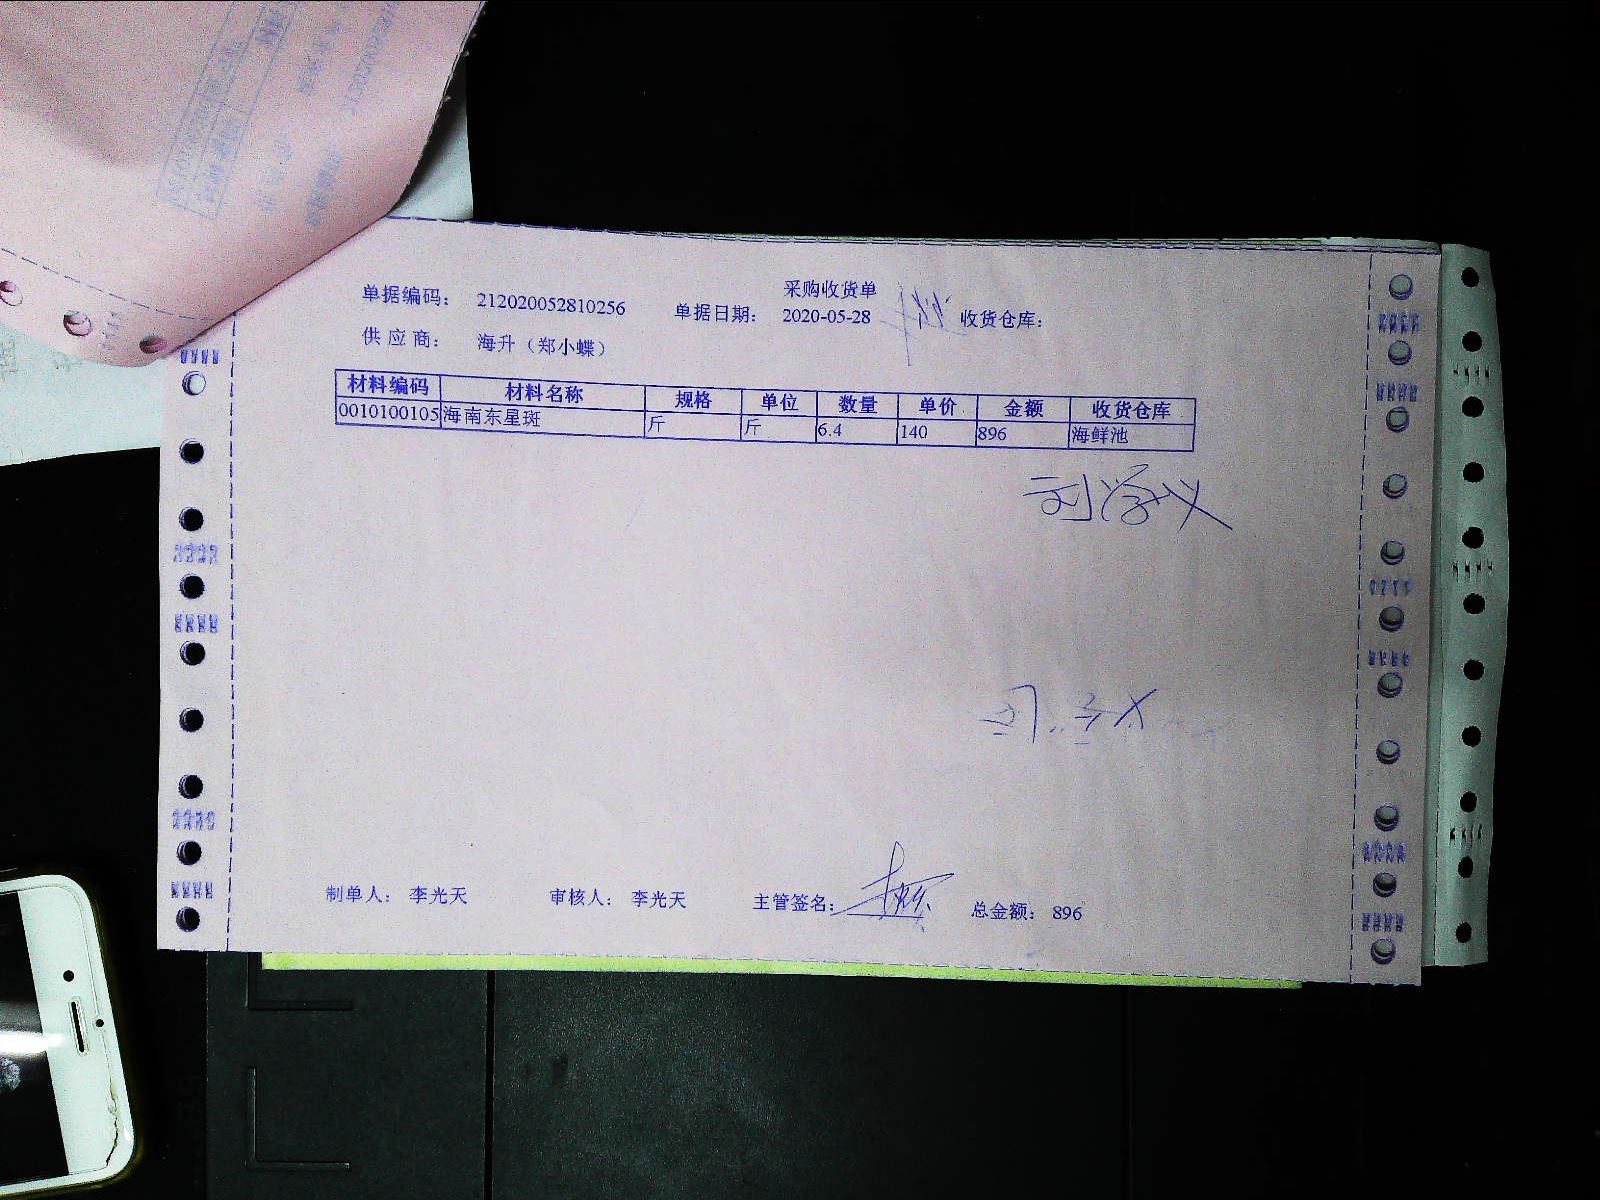 采购收货单
单据编码: 212020052810256 单据日期: 2020-05-28 收货仓库:
供 应 商: 海升（郑小蝶）
材料编码 材料名称 规格 单位 数量 单价 金额 收货仓库
0010100105 海南东星斑 斤 斤 6.4 140 896 海鲜池
刘学义
制单人: 李光天 审核人: 李光天 主管签名: 总金额: 896